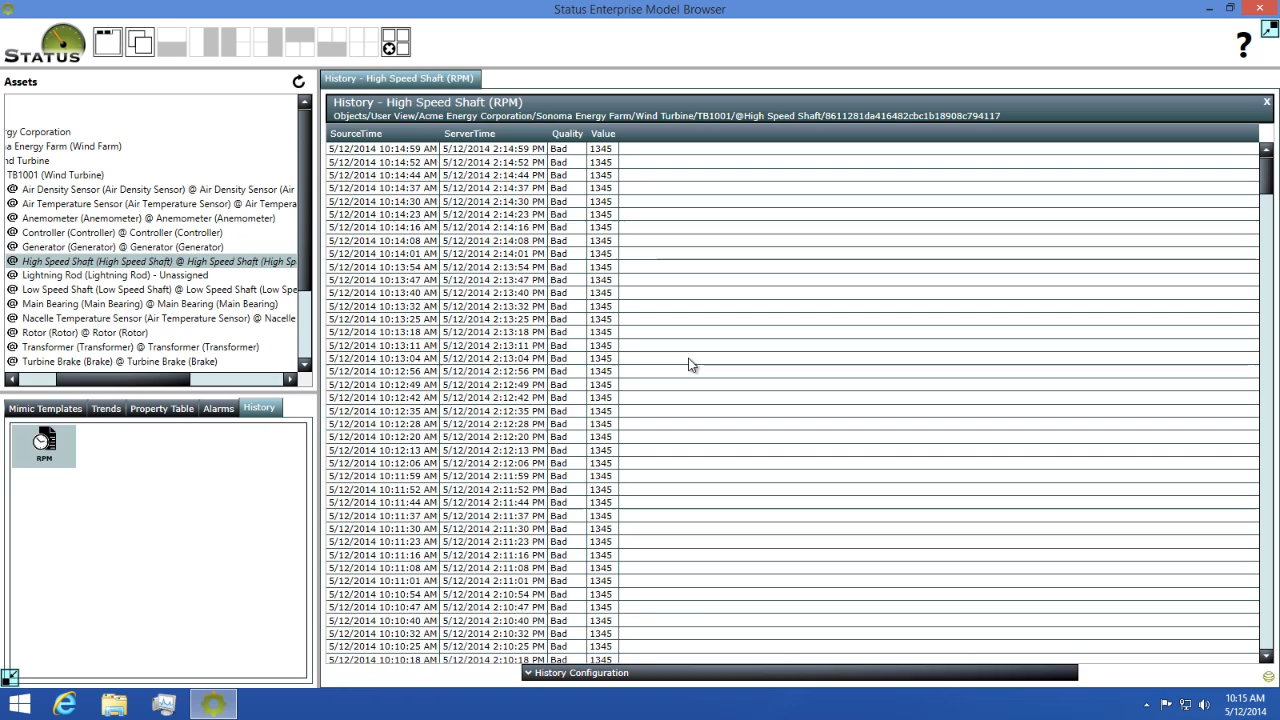 Status Enterprise Model Browser
STATUS
?
Assets
History - High Speed Shaft (RPM)
rgy Corporation
a Energy Farm (Wind Farm)
nd Turbine
TB1001 (Wind Turbine)
@ Air Density Sensor (Air Density Sensor) @ Air Density Sensor (Air
@ Air Temperature Sensor (Air Temperature Sensor) @ Air Tempera
@ Anemometer (Anemometer) @ Anemometer (Anemometer)
@ Controller (Controller) @ Controller (Controller)
@ Generator (Generator) @ Generator (Generator)
@ High Speed Shaft (High Speed Shaft) @ High Speed Shaft (High Sp
@ Lightning Rod (Lightning Rod) - Unassigned
@ Low Speed Shaft (Low Speed Shaft) @ Low Speed Shaft (Low Spe
@ Main Bearing (Main Bearing) @ Main Bearing (Main Bearing)
@ Nacelle Temperature Sensor (Air Temperature Sensor) @ Nacelle
@ Rotor (Rotor) @ Rotor (Rotor)
@ Transformer (Transformer) @ Transformer (Transformer)
@ Turbine Brake (Brake) @ Turbine Brake (Brake)
Mimic Templates Trends Property Table Alarms History
RPM
History - High Speed Shaft (RPM) X
Objects/User View/Acme Energy Corporation/Sonoma Energy Farm/Wind Turbine/TB1001/@High Speed Shaft/8611281da416482cbc1b18908c794117
SourceTime ServerTime Quality Value
5/12/2014 10:14:59 AM 5/12/2014 2:14:59 PM Bad 1345
5/12/2014 10:14:52 AM 5/12/2014 2:14:52 PM Bad 1345
5/12/2014 10:14:44 AM 5/12/2014 2:14:44 PM Bad 1345
5/12/2014 10:14:37 AM 5/12/2014 2:14:37 PM Bad 1345
5/12/2014 10:14:30 AM 5/12/2014 2:14:30 PM Bad 1345
5/12/2014 10:14:23 AM 5/12/2014 2:14:23 PM Bad 1345
5/12/2014 10:14:16 AM 5/12/2014 2:14:16 PM Bad 1345
5/12/2014 10:14:08 AM 5/12/2014 2:14:08 PM Bad 1345
5/12/2014 10:14:01 AM 5/12/2014 2:14:01 PM Bad 1345
5/12/2014 10:13:54 AM 5/12/2014 2:13:54 PM Bad 1345
5/12/2014 10:13:47 AM 5/12/2014 2:13:47 PM Bad 1345
5/12/2014 10:13:40 AM 5/12/2014 2:13:40 PM Bad 1345
5/12/2014 10:13:32 AM 5/12/2014 2:13:32 PM Bad 1345
5/12/2014 10:13:25 AM 5/12/2014 2:13:25 PM Bad 1345
5/12/2014 10:13:18 AM 5/12/2014 2:13:18 PM Bad 1345
5/12/2014 10:13:11 AM 5/12/2014 2:13:11 PM Bad 1345
5/12/2014 10:13:04 AM 5/12/2014 2:13:04 PM Bad 1345
5/12/2014 10:12:56 AM 5/12/2014 2:12:56 PM Bad 1345
5/12/2014 10:12:49 AM 5/12/2014 2:12:49 PM Bad 1345
5/12/2014 10:12:42 AM 5/12/2014 2:12:42 PM Bad 1345
5/12/2014 10:12:35 AM 5/12/2014 2:12:35 PM Bad 1345
5/12/2014 10:12:28 AM 5/12/2014 2:12:28 PM Bad 1345
5/12/2014 10:12:20 AM 5/12/2014 2:12:20 PM Bad 1345
5/12/2014 10:12:13 AM 5/12/2014 2:12:13 PM Bad 1345
5/12/2014 10:12:06 AM 5/12/2014 2:12:06 PM Bad 1345
5/12/2014 10:11:59 AM 5/12/2014 2:11:59 PM Bad 1345
5/12/2014 10:11:52 AM 5/12/2014 2:11:52 PM Bad 1345
5/12/2014 10:11:44 AM 5/12/2014 2:11:44 PM Bad 1345
5/12/2014 10:11:37 AM 5/12/2014 2:11:37 PM Bad 1345
5/12/2014 10:11:30 AM 5/12/2014 2:11:30 PM Bad 1345
5/12/2014 10:11:23 AM 5/12/2014 2:11:23 PM Bad 1345
5/12/2014 10:11:16 AM 5/12/2014 2:11:16 PM Bad 1345
5/12/2014 10:11:08 AM 5/12/2014 2:11:08 PM Bad 1345
5/12/2014 10:11:01 AM 5/12/2014 2:11:01 PM Bad 1345
5/12/2014 10:10:54 AM 5/12/2014 2:10:54 PM Bad 1345
5/12/2014 10:10:47 AM 5/12/2014 2:10:47 PM Bad 1345
5/12/2014 10:10:40 AM 5/12/2014 2:10:40 PM Bad 1345
5/12/2014 10:10:32 AM 5/12/2014 2:10:32 PM Bad 1345
5/12/2014 10:10:25 AM 5/12/2014 2:10:25 PM Bad 1345
5/12/2014 10:10:18 AM 5/12/2014 2:10:18 PM Bad 1345
History Configuration
10:15 AM
5/12/2014